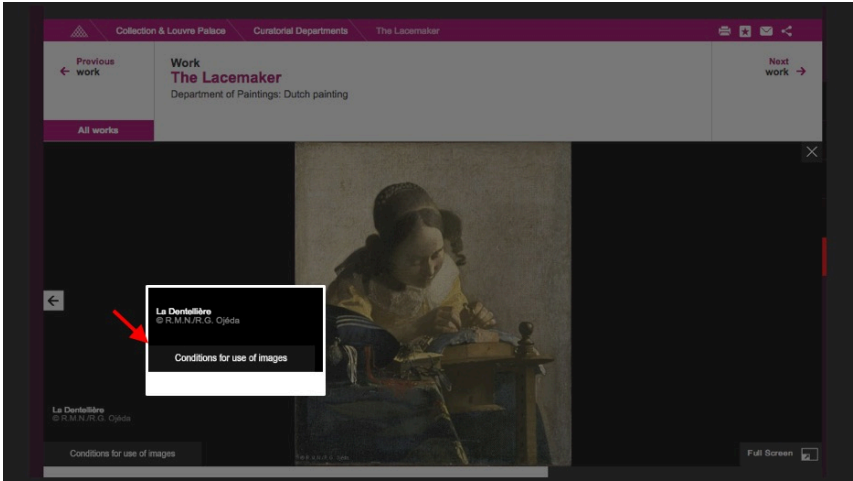 Collection & Louvre Palace Curatorial Departments The Lacemaker
Previous
work
Work
The Lacemaker
Department of Paintings: Dutch painting
Next
work
All works
La Dentellière
© R.M.N./R.G. Ojéda
Conditions for use of images
La Dentellière
© R.M.N./R.G. Ojéda
Conditions for use of images
Full Screen